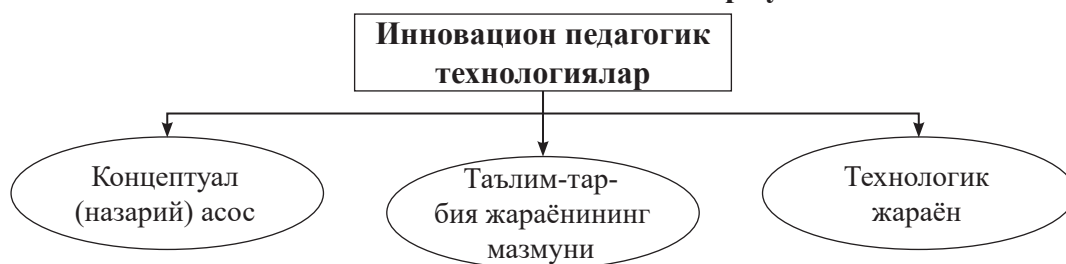 Инновацион педагогик
технологиялар
Концептуал
(назарий) асос
Таълим-тар-
бия жараёнининг
мазмуни
Технологик
жараён